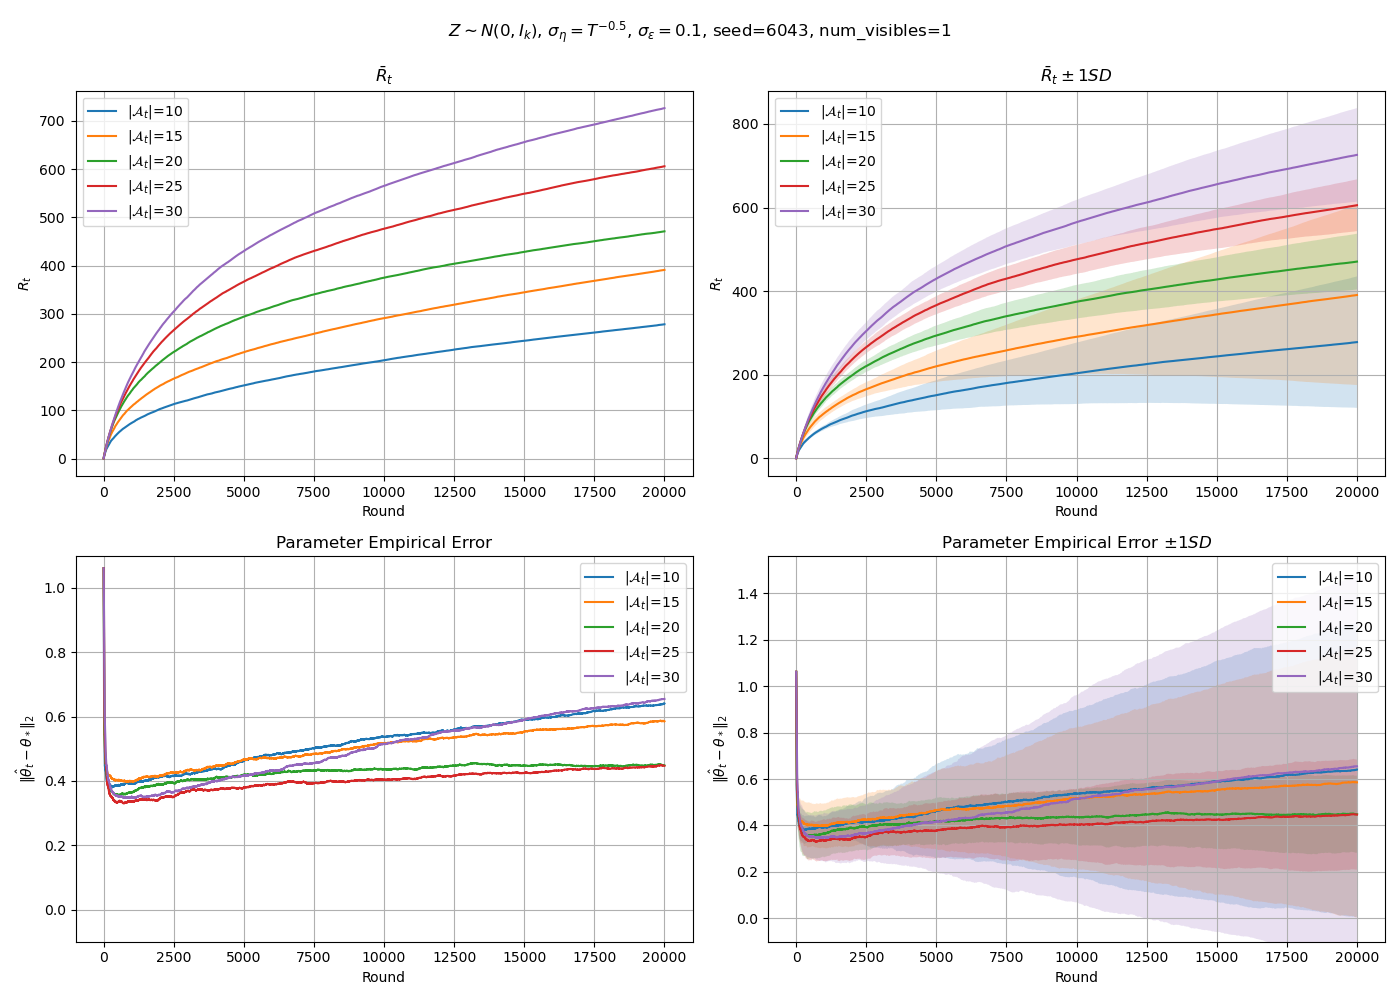 Z ∼ N(0, I_k), σ_η = T^{−0.5}, σ_ε = 0.1, seed=6043, num_visibles=1
R̄_t
R_t
700
600
500
400
300
200
100
0
|𝒜_t|=10
|𝒜_t|=15
|𝒜_t|=20
|𝒜_t|=25
|𝒜_t|=30
0 2500 5000 7500 10000 12500 15000 17500 20000
Round
R̄_t ± 1SD
R_t
800
600
400
200
0
|𝒜_t|=10
|𝒜_t|=15
|𝒜_t|=20
|𝒜_t|=25
|𝒜_t|=30
0 2500 5000 7500 10000 12500 15000 17500 20000
Round
Parameter Empirical Error
‖θ̂_t − θ_*‖_2
1.0
0.8
0.6
0.4
0.2
0.0
|𝒜_t|=10
|𝒜_t|=15
|𝒜_t|=20
|𝒜_t|=25
|𝒜_t|=30
0 2500 5000 7500 10000 12500 15000 17500 20000
Round
Parameter Empirical Error ±1SD
‖θ̂_t − θ_*‖_2
1.4
1.2
1.0
0.8
0.6
0.4
0.2
0.0
|𝒜_t|=10
|𝒜_t|=15
|𝒜_t|=20
|𝒜_t|=25
|𝒜_t|=30
0 2500 5000 7500 10000 12500 15000 17500 20000
Round